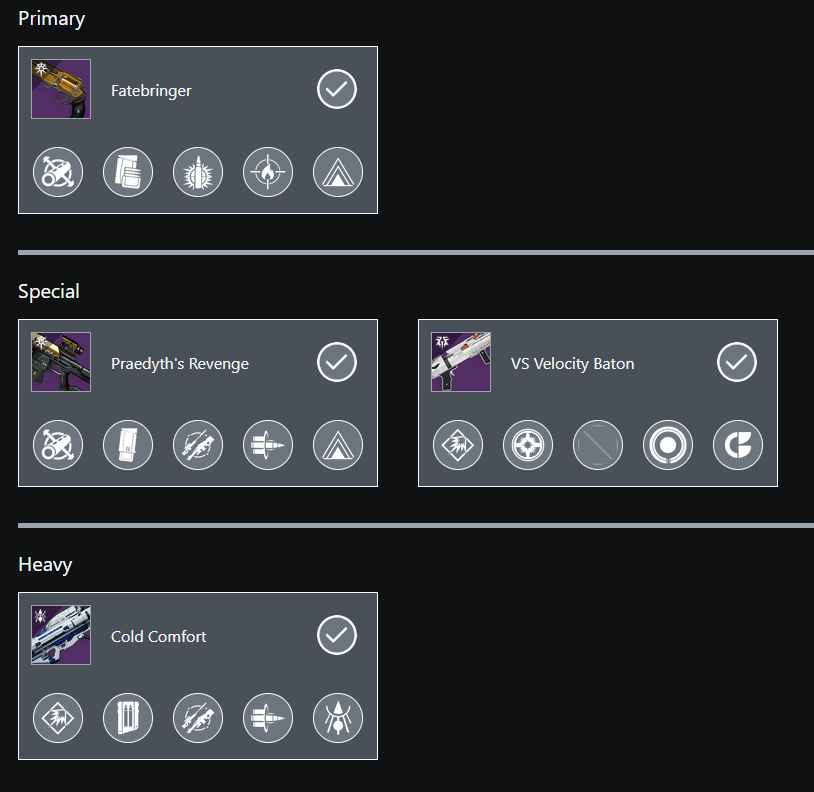 Primary
Fatebringer
Special
Praedyth's Revenge
VS Velocity Baton
Heavy
Cold Comfort